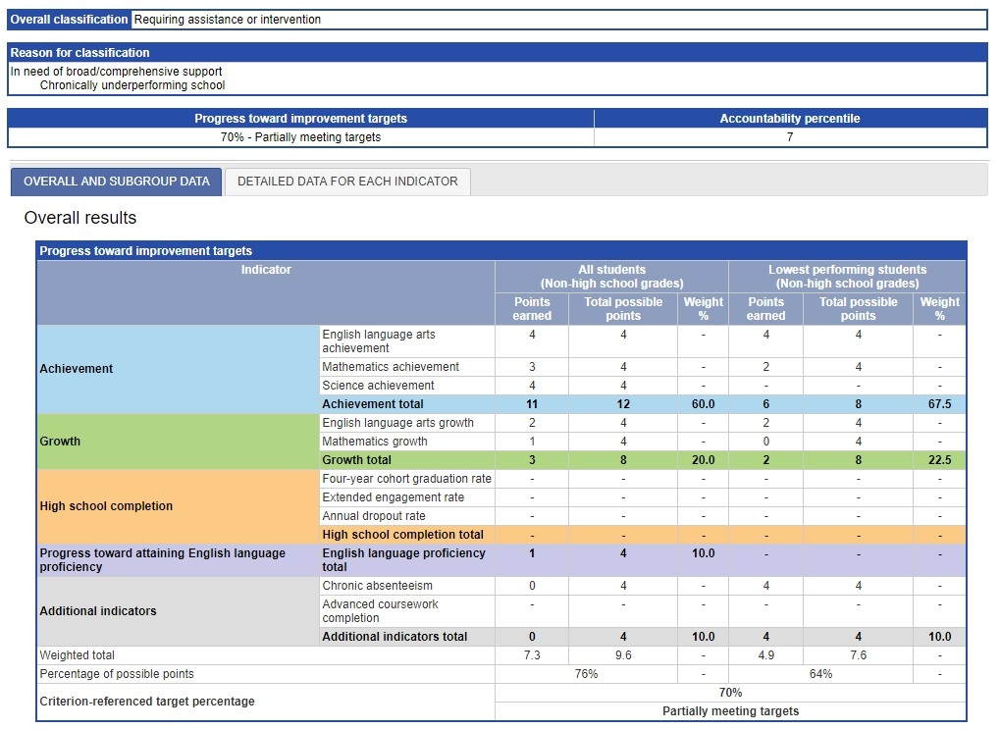 Overall classification Requiring assistance or intervention
Reason for classification
In need of broad/comprehensive support
Chronically underperforming school
Progress toward improvement targets Accountability percentile
70% - Partially meeting targets 7
OVERALL AND SUBGROUP DATA DETAILED DATA FOR EACH INDICATOR
Overall results
Progress toward improvement targets
Indicator All students Lowest performing students
(Non-high school grades) (Non-high school grades)
Points Total possible Weight Points Total possible Weight
earned points % earned points %
English language arts 4 4 - 4 4 -
achievement
Achievement Mathematics achievement 3 4 - 2 4 -
Science achievement 4 4 - - - -
Achievement total 11 12 60.0 6 8 67.5
English language arts growth 2 4 - 2 4 -
Growth Mathematics growth 1 4 - 0 4 -
Growth total 3 8 20.0 2 8 22.5
Four-year cohort graduation rate - - - - - -
High school completion Extended engagement rate - - - - - -
Annual dropout rate - - - - - -
High school completion total - - - - - -
Progress toward attaining English language English language proficiency 1 4 10.0 - - -
proficiency total
Chronic absenteeism 0 4 - 4 4 -
Additional indicators Advanced coursework - - - - - -
completion
Additional indicators total 0 4 10.0 4 4 10.0
Weighted total 7.3 9.6 - 4.9 7.6 -
Percentage of possible points 76% - 64% -
Criterion-referenced target percentage 70%
Partially meeting targets